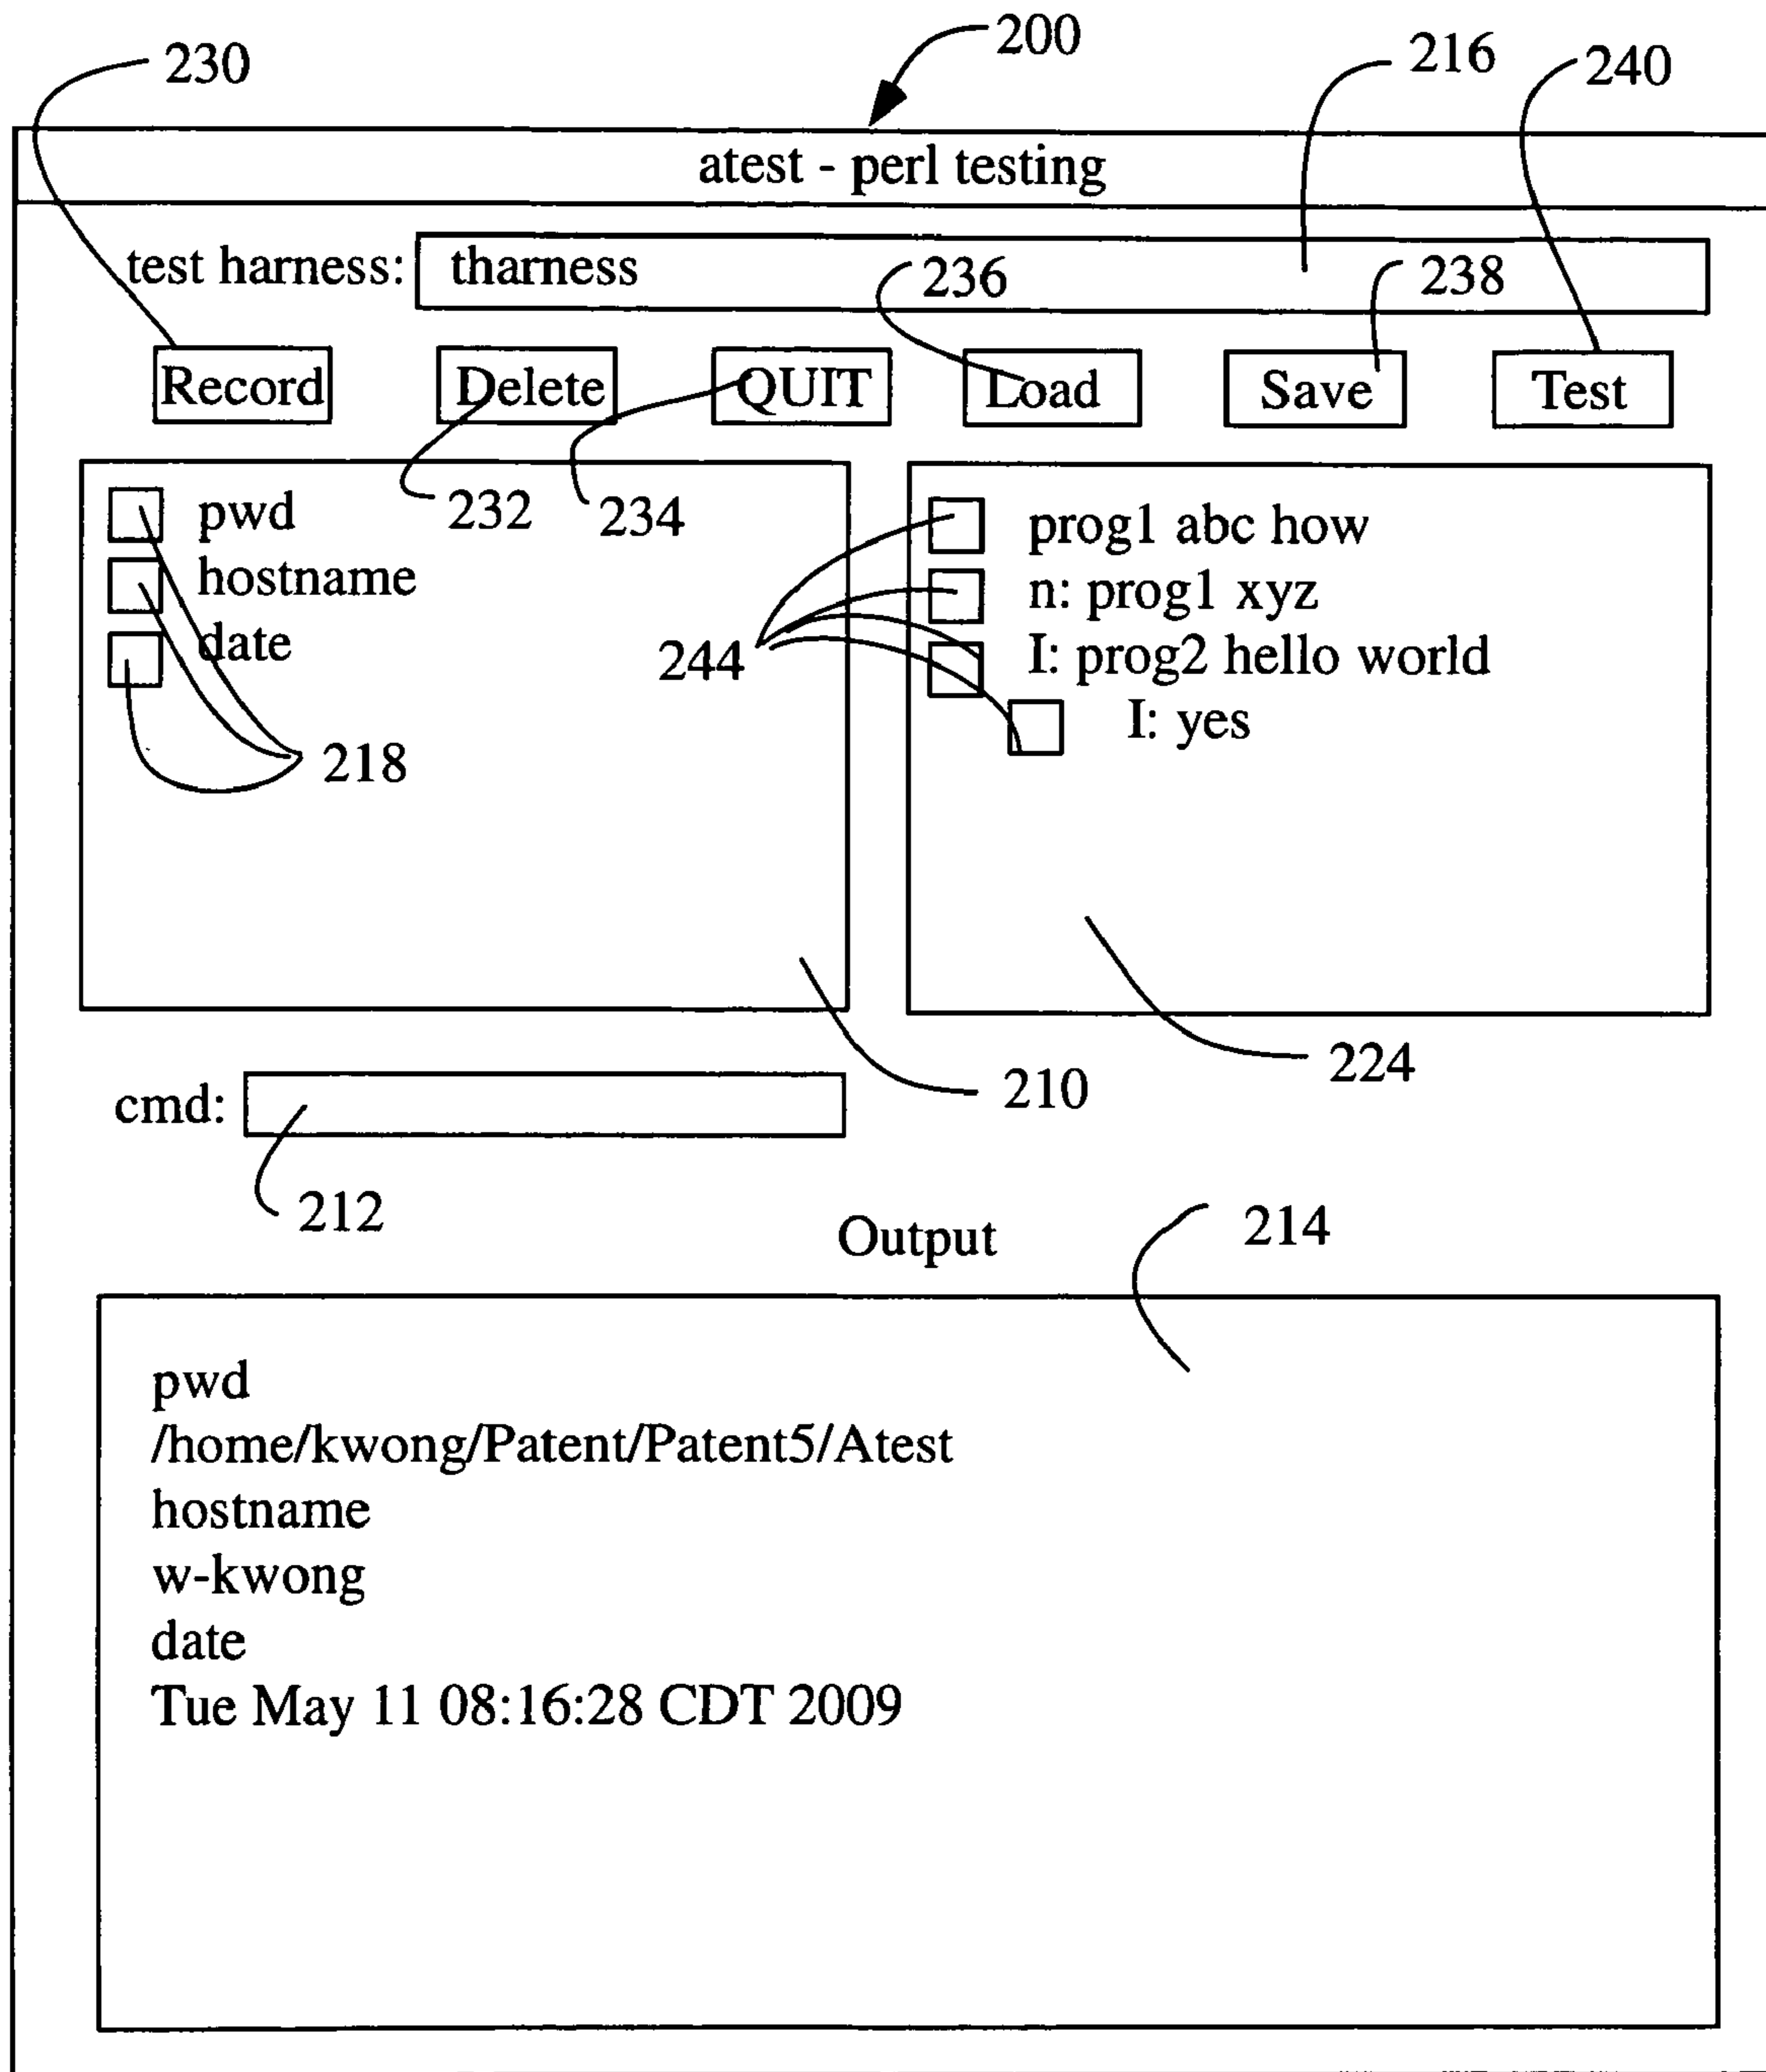 200
230
216
240
atest - perl testing
test harness: tharness
236
238
Record Delete QUIT Load Save Test
232
234
pwd
hostname
date
218
244
prog1 abc how
n: prog1 xyz
I: prog2 hello world
I: yes
224
210
cmd:
212
Output
214
pwd
/home/kwong/Patent/Patent5/Atest
hostname
w-kwong
date
Tue May 11 08:16:28 CDT 2009